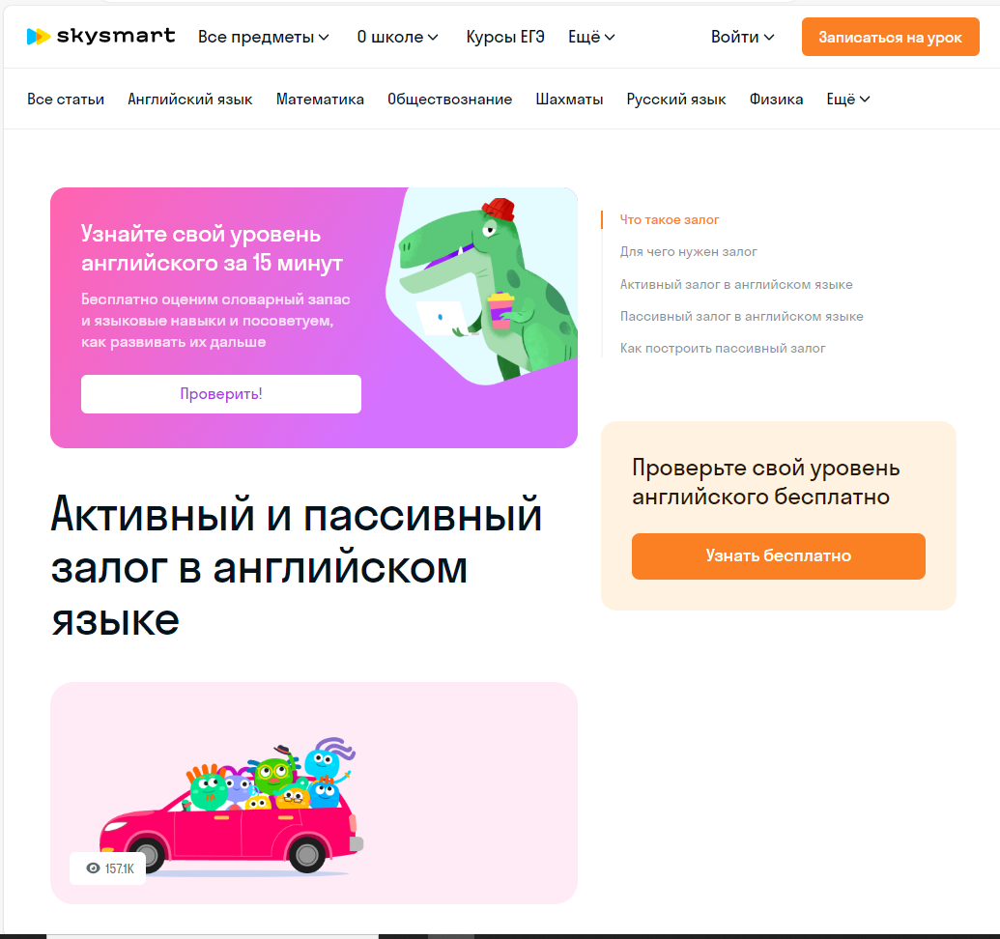 skysmart
Все предметы
О школе
Курсы ЕГЭ
Ещё
Войти
Записаться на урок
Все статьи
Английский язык
Математика
Обществознание
Шахматы
Русский язык
Физика
Ещё
Узнайте свой уровень
английского за 15 минут
Бесплатно оценим словарный запас
и языковые навыки и посоветуем,
как развивать их дальше
Проверить!
Что такое залог
Для чего нужен залог
Активный залог в английском языке
Пассивный залог в английском языке
Как построить пассивный залог
Проверьте свой уровень
английского бесплатно
Узнать бесплатно
Активный и пассивный
залог в английском
языке
157.1K